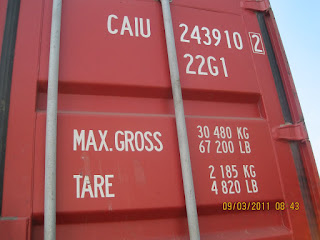 CAIU 243910 2
22G1
MAX.GROSS 30 480 KG
67 200 LB
TARE 2 185 KG
4 820 LB
09/03/2011 08:43